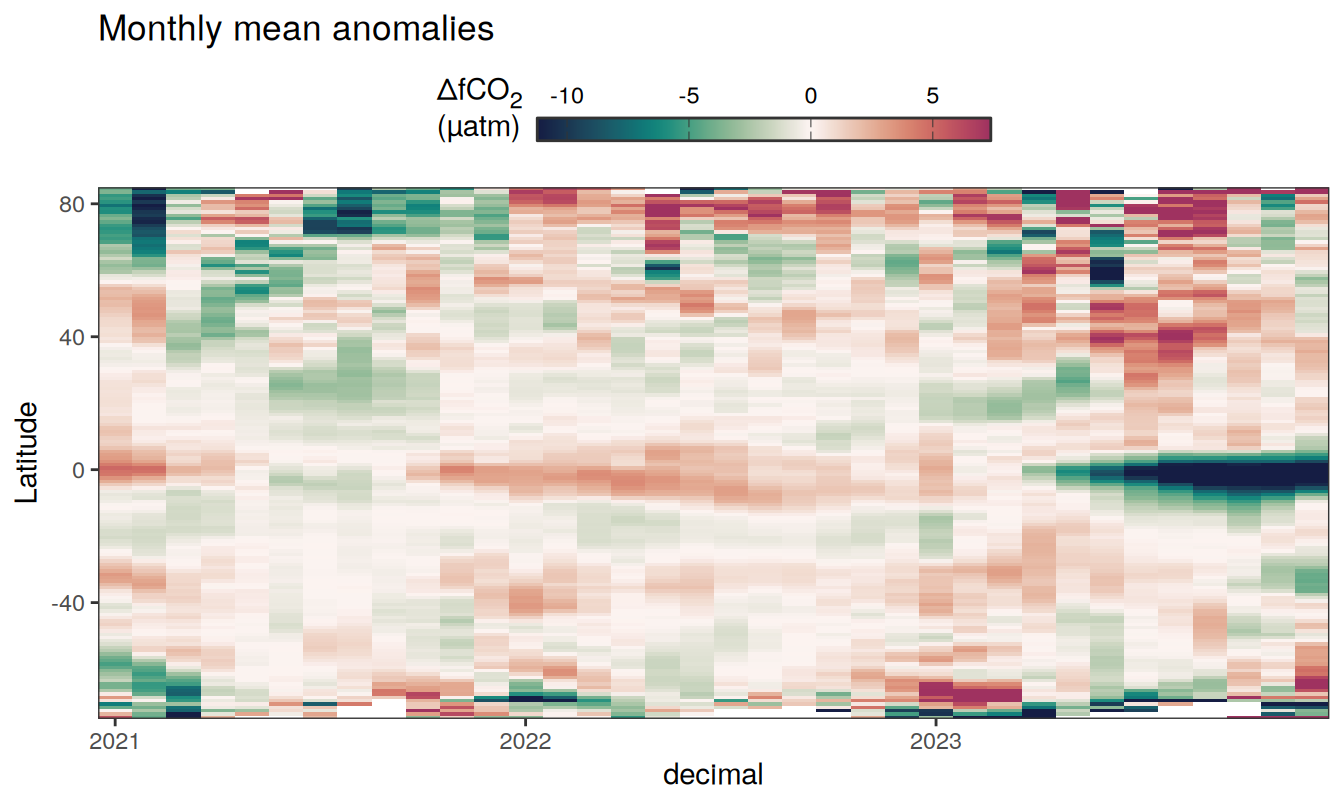 Monthly mean anomalies
ΔfCO₂
(µatm)
-10 -5 0 5
80
40
0
-40
Latitude
2021 2022 2023
decimal